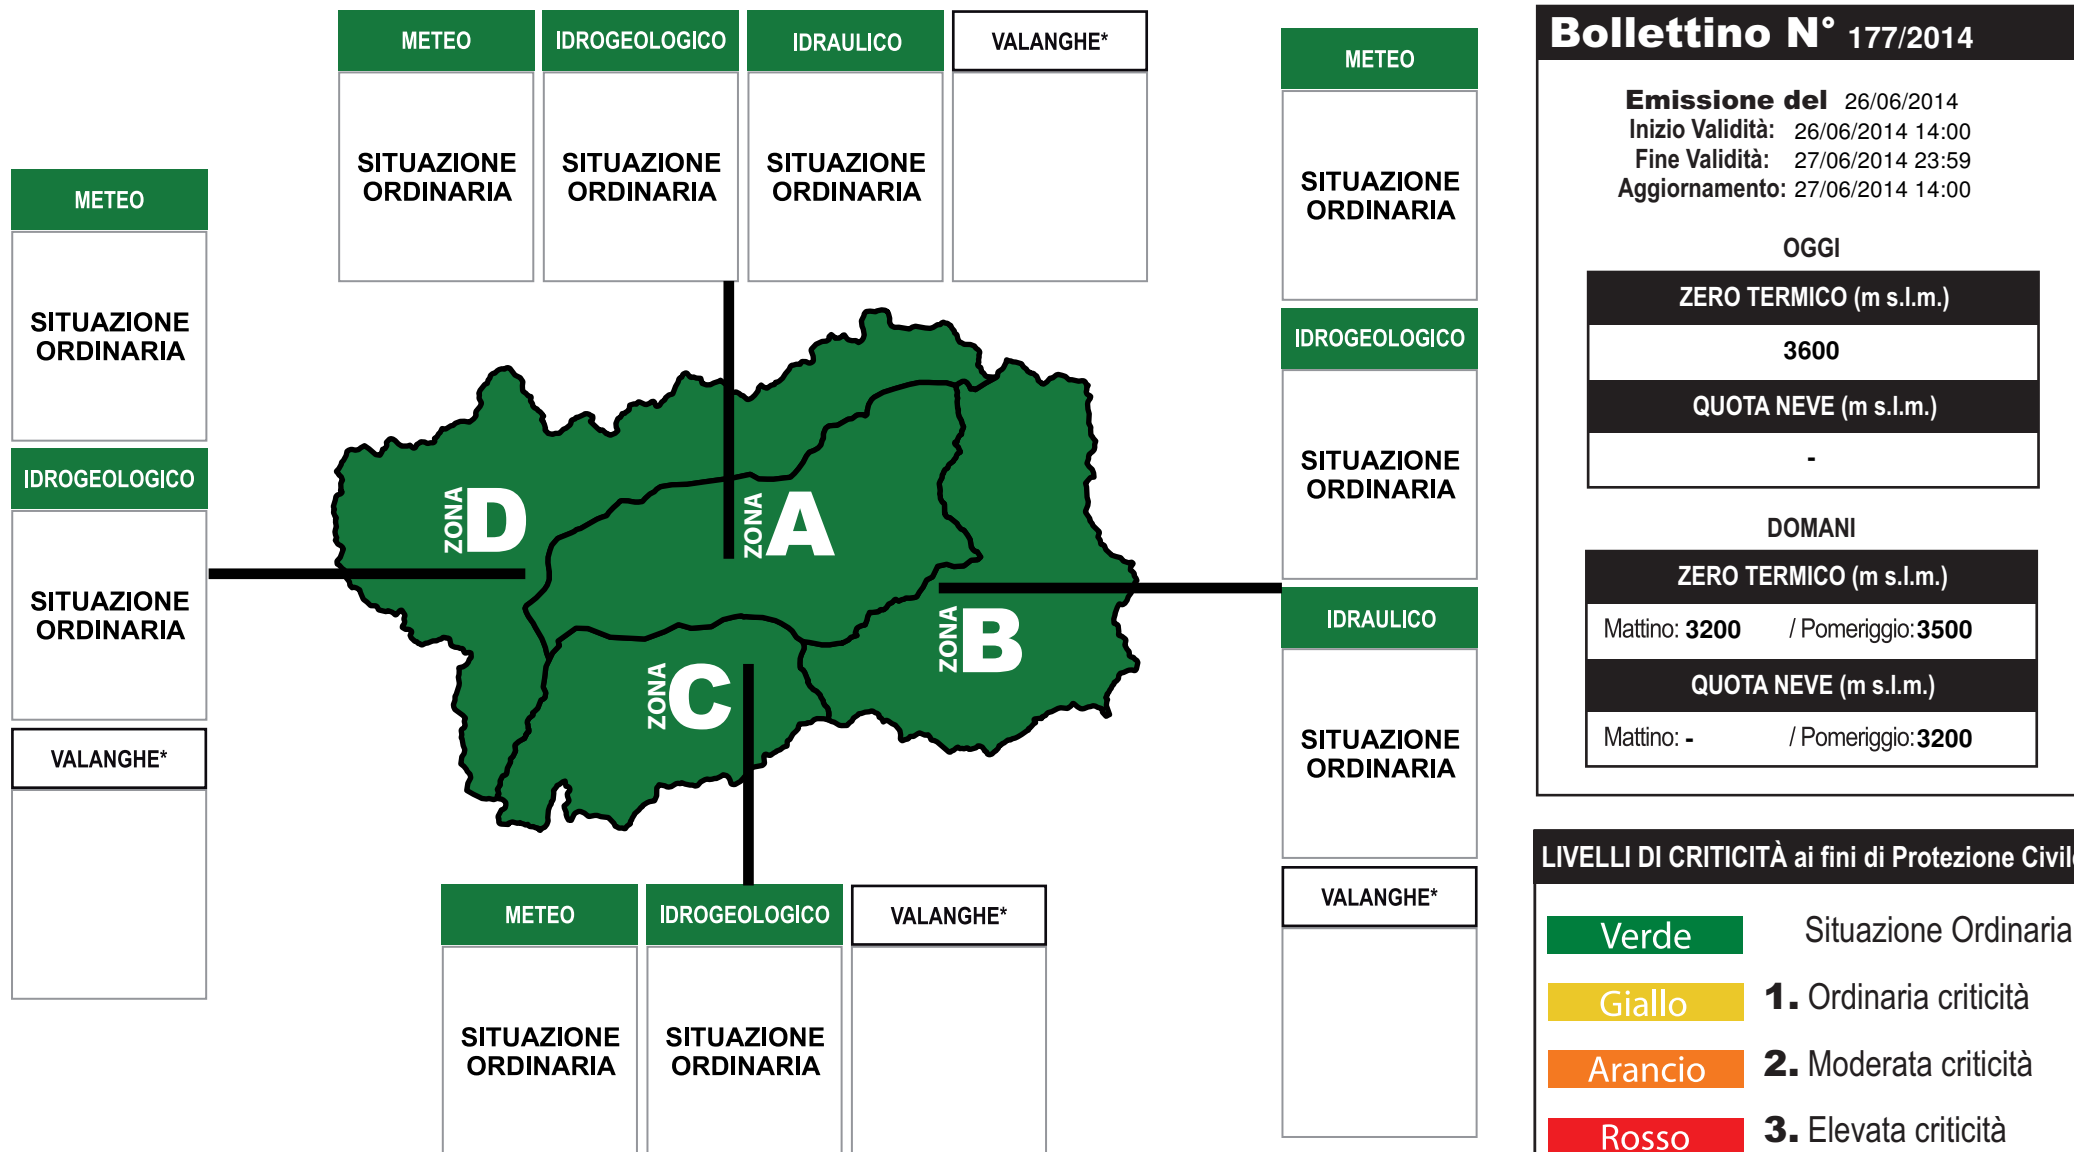 METEO
IDROGEOLOGICO
IDRAULICO
VALANGHE*
SITUAZIONE
ORDINARIA
SITUAZIONE
ORDINARIA
SITUAZIONE
ORDINARIA
METEO
SITUAZIONE
ORDINARIA
IDROGEOLOGICO
SITUAZIONE
ORDINARIA
VALANGHE*
ZONA D
ZONA A
ZONA B
ZONA C
METEO
SITUAZIONE
ORDINARIA
IDROGEOLOGICO
SITUAZIONE
ORDINARIA
IDRAULICO
SITUAZIONE
ORDINARIA
VALANGHE*
METEO
IDROGEOLOGICO
VALANGHE*
SITUAZIONE
ORDINARIA
SITUAZIONE
ORDINARIA
Bollettino N° 177/2014
Emissione del 26/06/2014
Inizio Validità: 26/06/2014 14:00
Fine Validità: 27/06/2014 23:59
Aggiornamento: 27/06/2014 14:00
OGGI
ZERO TERMICO (m s.l.m.)
3600
QUOTA NEVE (m s.l.m.)
-
DOMANI
ZERO TERMICO (m s.l.m.)
Mattino: 3200 / Pomeriggio: 3500
QUOTA NEVE (m s.l.m.)
Mattino: - / Pomeriggio: 3200
LIVELLI DI CRITICITÀ ai fini di Protezione Civile
Verde Situazione Ordinaria
Giallo 1. Ordinaria criticità
Arancio 2. Moderata criticità
Rosso 3. Elevata criticità